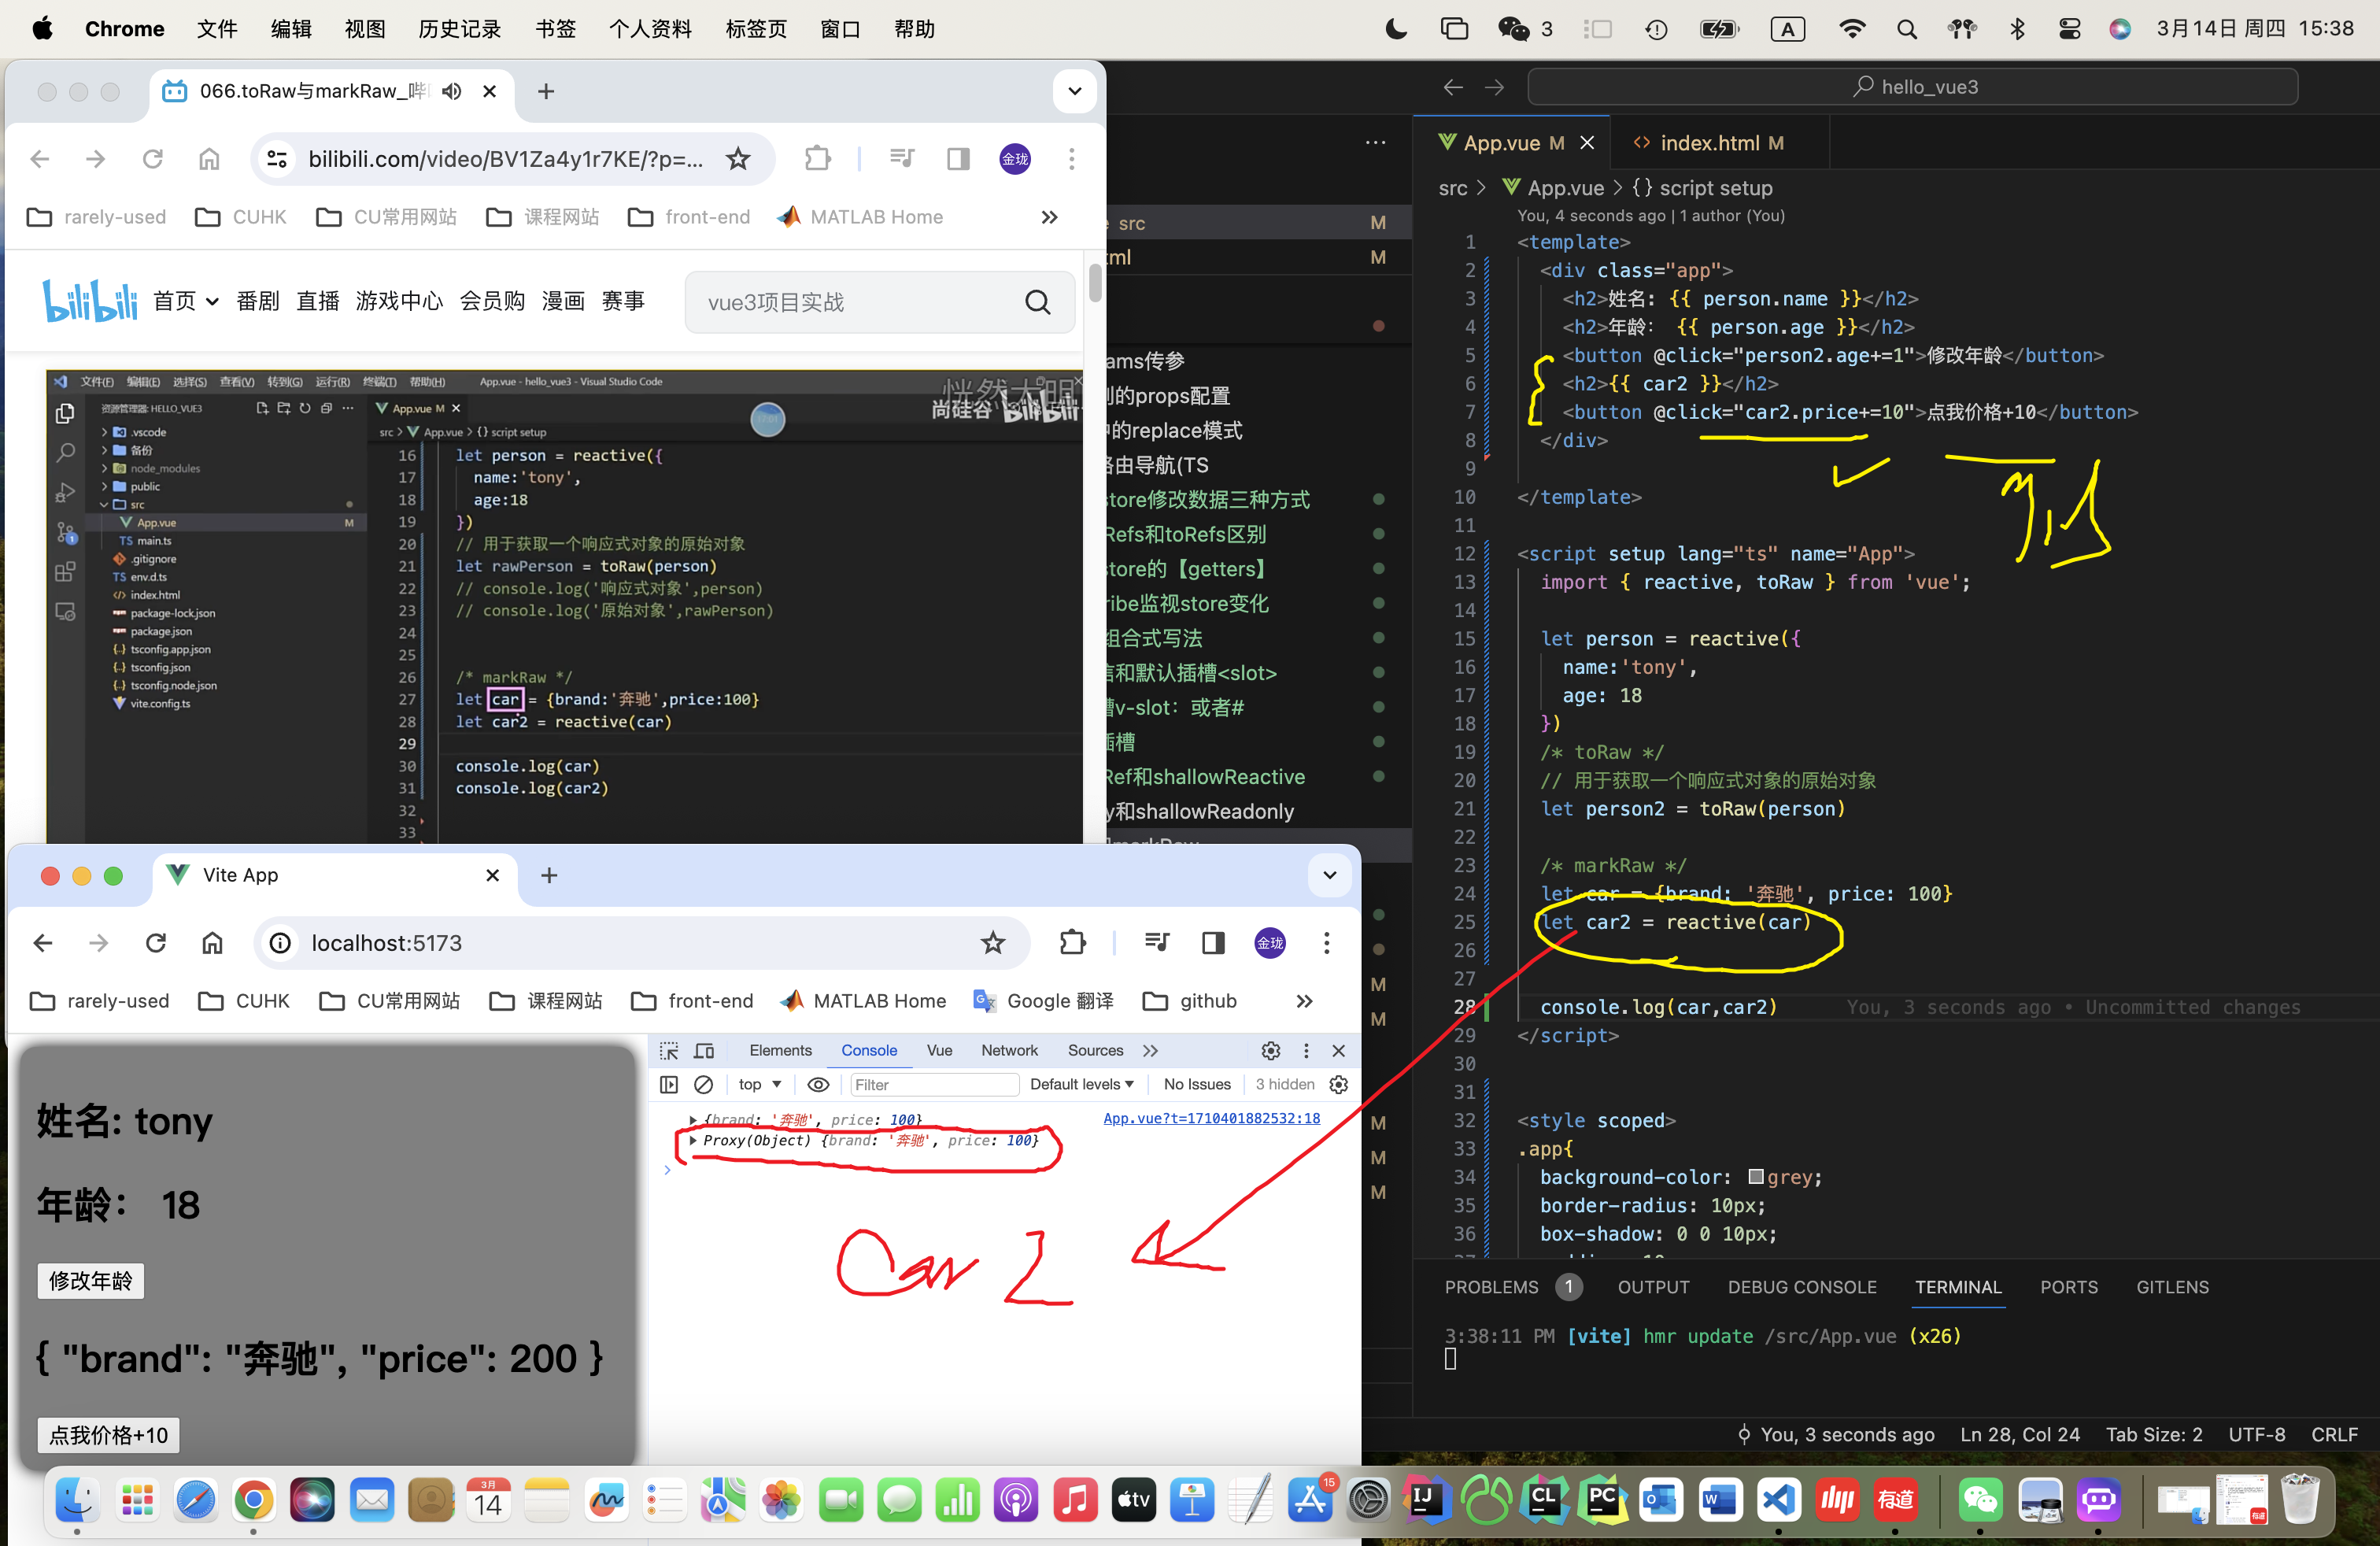 Chrome 文件 编辑 视图 历史记录 书签 个人资料 标签页 窗口 帮助 3 A 3月14日 周四 15:38
066.toRaw与markRaw_哔
bilibili.com/video/BV1Za4y1r7KE/?p=... 金珑
rarely-used CUHK CU常用网站 课程网站 front-end MATLAB Home
bilibili 首页 番剧 直播 游戏中心 会员购 漫画 赛事 vue3项目实战
文件(F) 编辑(E) 选择(S) 查看(V) 转到(G) 运行(R) 终端(T) 帮助(H) App.vue - hello_vue3 - Visual Studio Code
尚硅谷 bilibili
资源管理器: HELLO_VUE3
App.vue M
src > App.vue > {} script setup
.vscode
备份
node_modules
public
src
App.vue M
TS main.ts
.gitignore
TS env.d.ts
index.html
package-lock.json
package.json
tsconfig.app.json
tsconfig.json
tsconfig.node.json
vite.config.ts
16 let person = reactive({
17 name:'tony',
18 age:18
19 })
20 // 用于获取一个响应式对象的原始对象
21 let rawPerson = toRaw(person)
22 // console.log('响应式对象',person)
23 // console.log('原始对象',rawPerson)
24
25
26 /* markRaw */
27 let car = {brand:'奔驰',price:100}
28 let car2 = reactive(car)
29
30 console.log(car)
31 console.log(car2)
32
33
Vite App
localhost:5173 金珑
rarely-used CUHK CU常用网站 课程网站 front-end MATLAB Home Google 翻译 github
姓名: tony
年龄： 18
修改年龄
{ "brand": "奔驰", "price": 200 }
点我价格+10
Elements Console Vue Network Sources
top Filter Default levels No Issues 3 hidden
{brand: '奔驰', price: 100} App.vue?t=1710401882532:18
Proxy(Object) {brand: '奔驰', price: 100}
Car 2
src M
tml M
ams传参
的props配置
的replace模式
由导航(TS
tore修改数据三种方式
Refs和toRefs区别
tore的【getters】
ribe监视store变化
组合式写法
和默认插槽<slot>
v-slot：或者#
插槽
Ref和shallowReactive
y和shallowReadonly
markRaw
M
M
M
M
M
hello_vue3
App.vue M index.html M
src > App.vue > {} script setup
You, 4 seconds ago | 1 author (You)
1 <template>
2 <div class="app">
3 <h2>姓名: {{ person.name }}</h2>
4 <h2>年龄： {{ person.age }}</h2>
5 <button @click="person2.age+=1">修改年龄</button>
6 <h2>{{ car2 }}</h2>
7 <button @click="car2.price+=10">点我价格+10</button>
8 </div>
9
10 </template>
11
12 <script setup lang="ts" name="App">
13 import { reactive, toRaw } from 'vue';
14
15 let person = reactive({
16 name:'tony',
17 age: 18
18 })
19 /* toRaw */
20 // 用于获取一个响应式对象的原始对象
21 let person2 = toRaw(person)
22
23 /* markRaw */
24 let car = {brand: '奔驰', price: 100}
25 let car2 = reactive(car)
26
27
28 console.log(car,car2) You, 3 seconds ago • Uncommitted changes
29 </script>
30
31
32 <style scoped>
33 .app{
34 background-color: grey;
35 border-radius: 10px;
36 box-shadow: 0 0 10px;
PROBLEMS 1 OUTPUT DEBUG CONSOLE TERMINAL PORTS GITLENS
3:38:11 PM [vite] hmr update /src/App.vue (x26)
You, 3 seconds ago Ln 28, Col 24 Tab Size: 2 UTF-8 CRLF
3月 14 tv 15 IJ CL PC W 有道